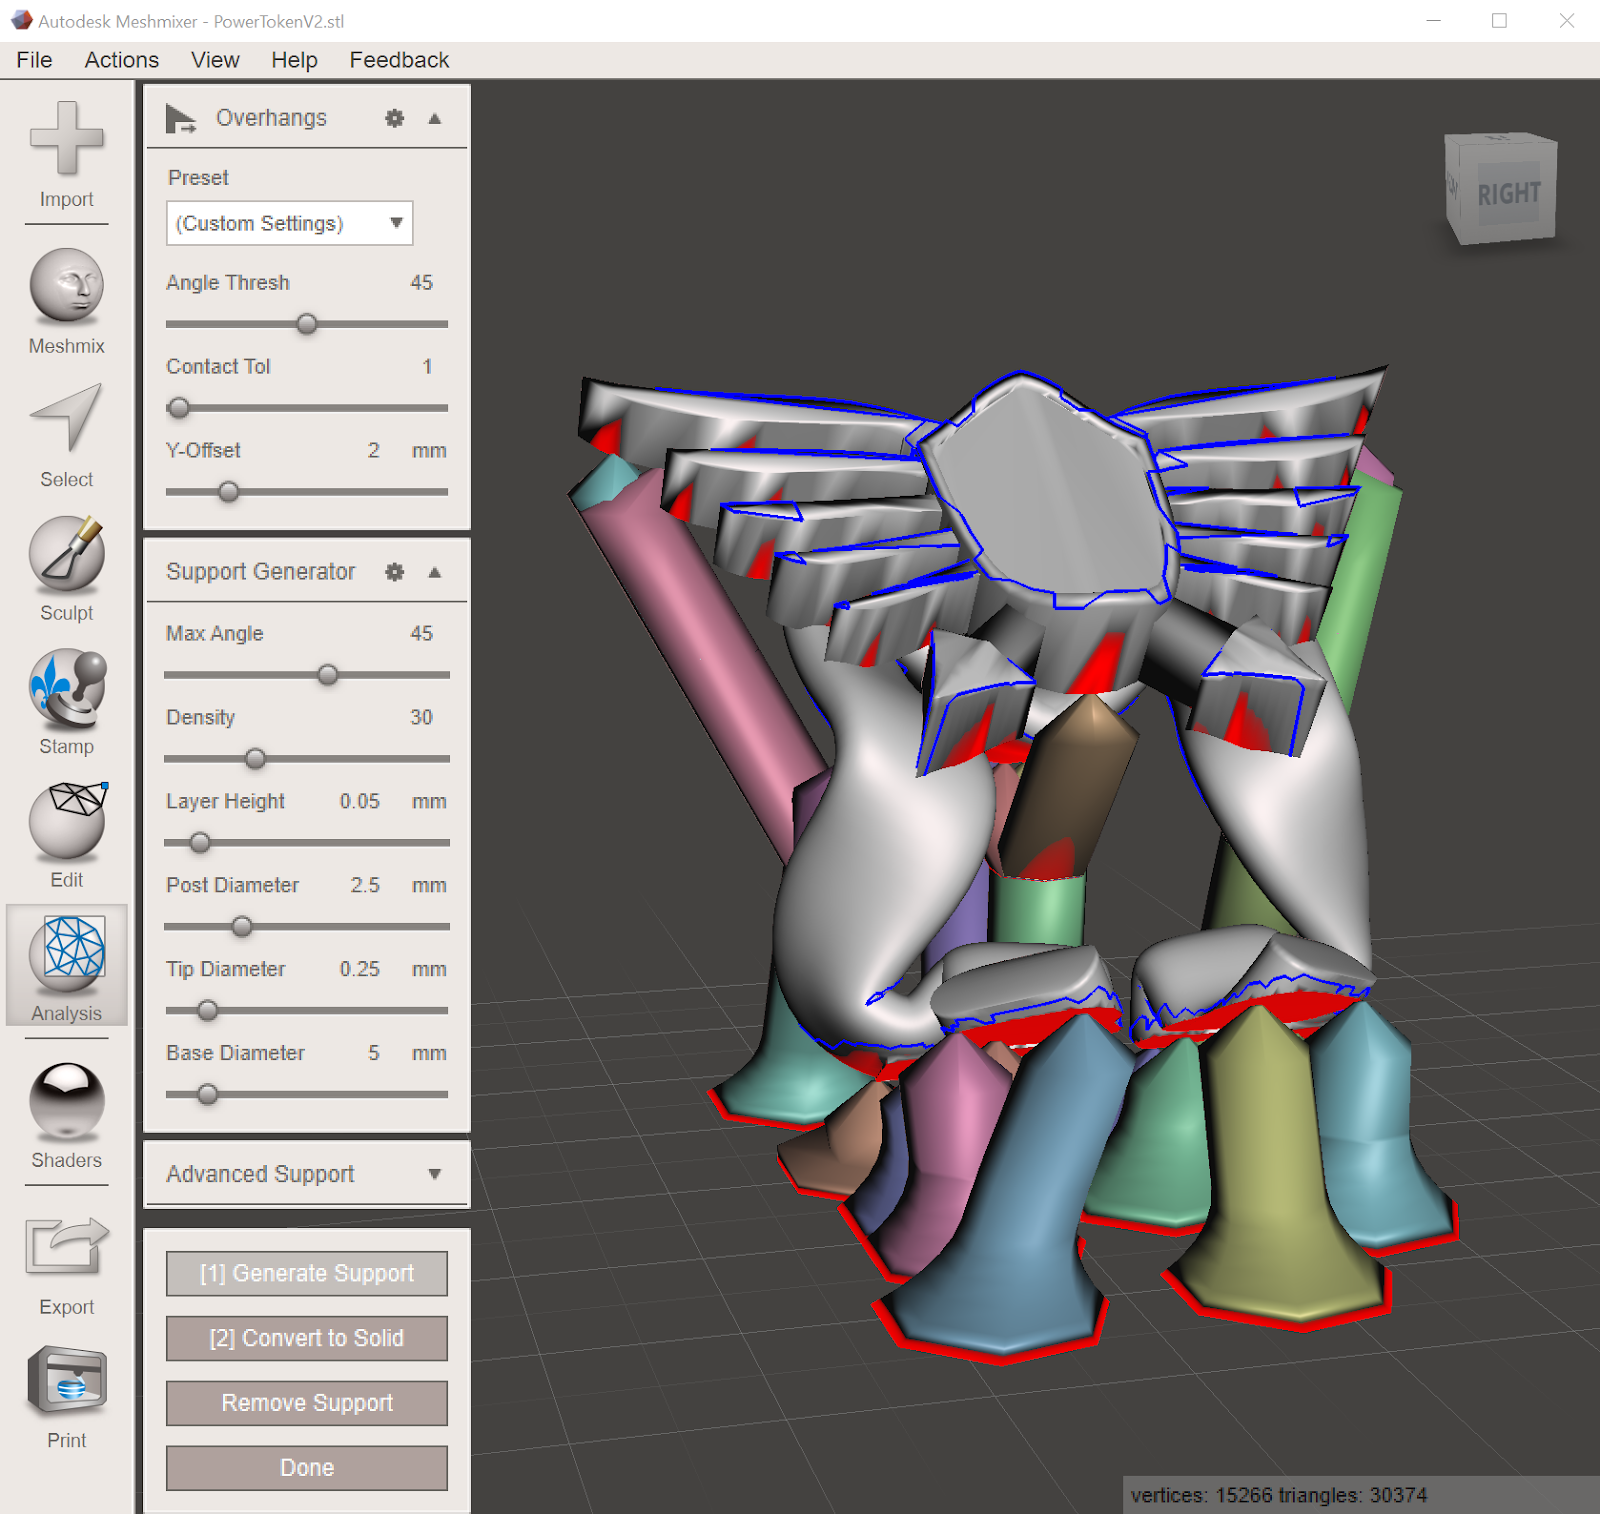 Autodesk Meshmixer - PowerTokenV2.stl
File Actions View Help Feedback
Import
Meshmix
Select
Sculpt
Stamp
Edit
Analysis
Shaders
Export
Print
Overhangs
Preset
(Custom Settings)
Angle Thresh 45
Contact Tol 1
Y-Offset 2 mm
Support Generator
Max Angle 45
Density 30
Layer Height 0.05 mm
Post Diameter 2.5 mm
Tip Diameter 0.25 mm
Base Diameter 5 mm
Advanced Support
[1] Generate Support
[2] Convert to Solid
Remove Support
Done
RIGHT
vertices: 15266 triangles: 30374